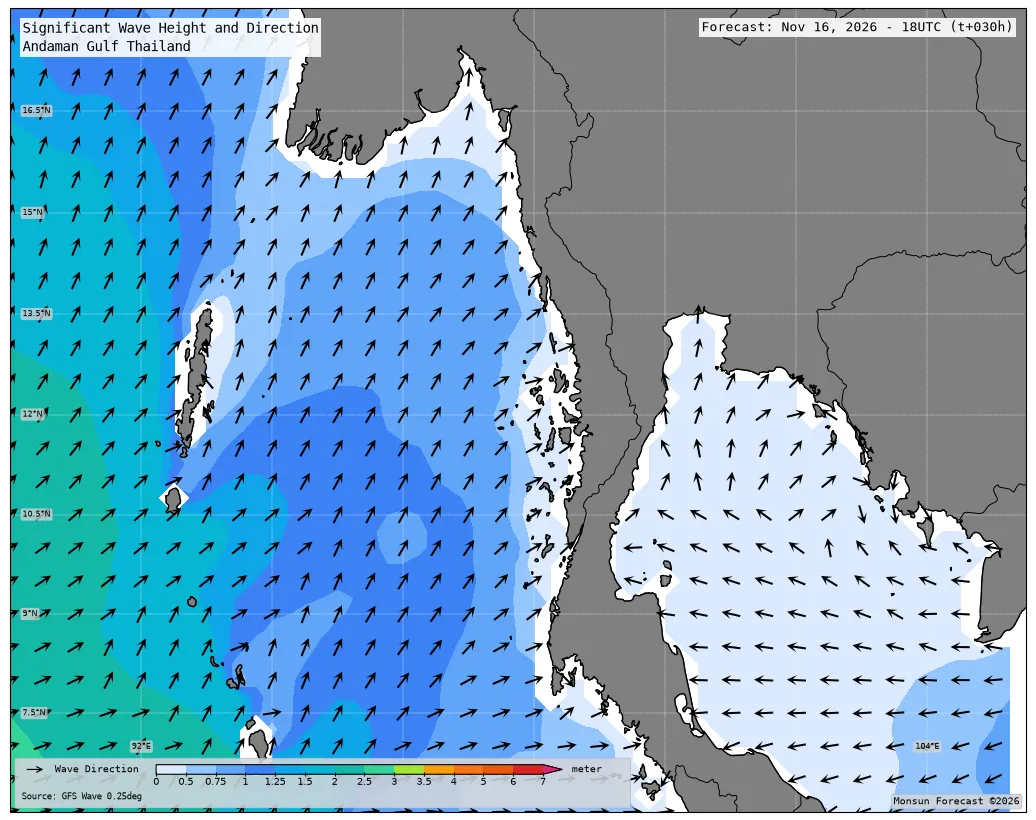 Significant Wave Height and Direction
Andaman Gulf Thailand
Forecast: Nov 16, 2026 - 18UTC (t+030h)
16.5°N
15°N
13.5°N
12°N
10.5°N
9°N
7.5°N
92°E
104°E
Wave Direction
meter
0 0.5 0.75 1 1.25 1.5 2 2.5 3 3.5 4 5 6 7
Source: GFS Wave 0.25deg
Monsun Forecast ©2026